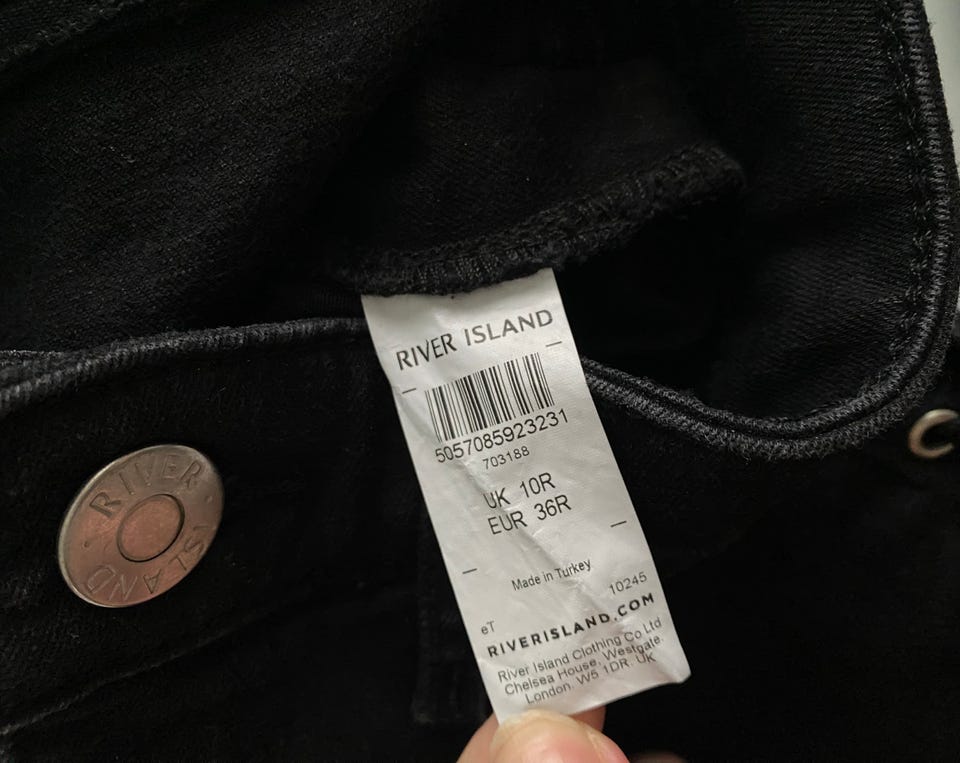 RIVER ISLAND
5057085923231
703188
UK 10R
EUR 36R
Made in Turkey
10245
eT
RIVERISLAND.COM
River Island Clothing Co Ltd
Chelsea House, Westgate,
London. W5 1DR. UK
RIVER · ISLAND ·